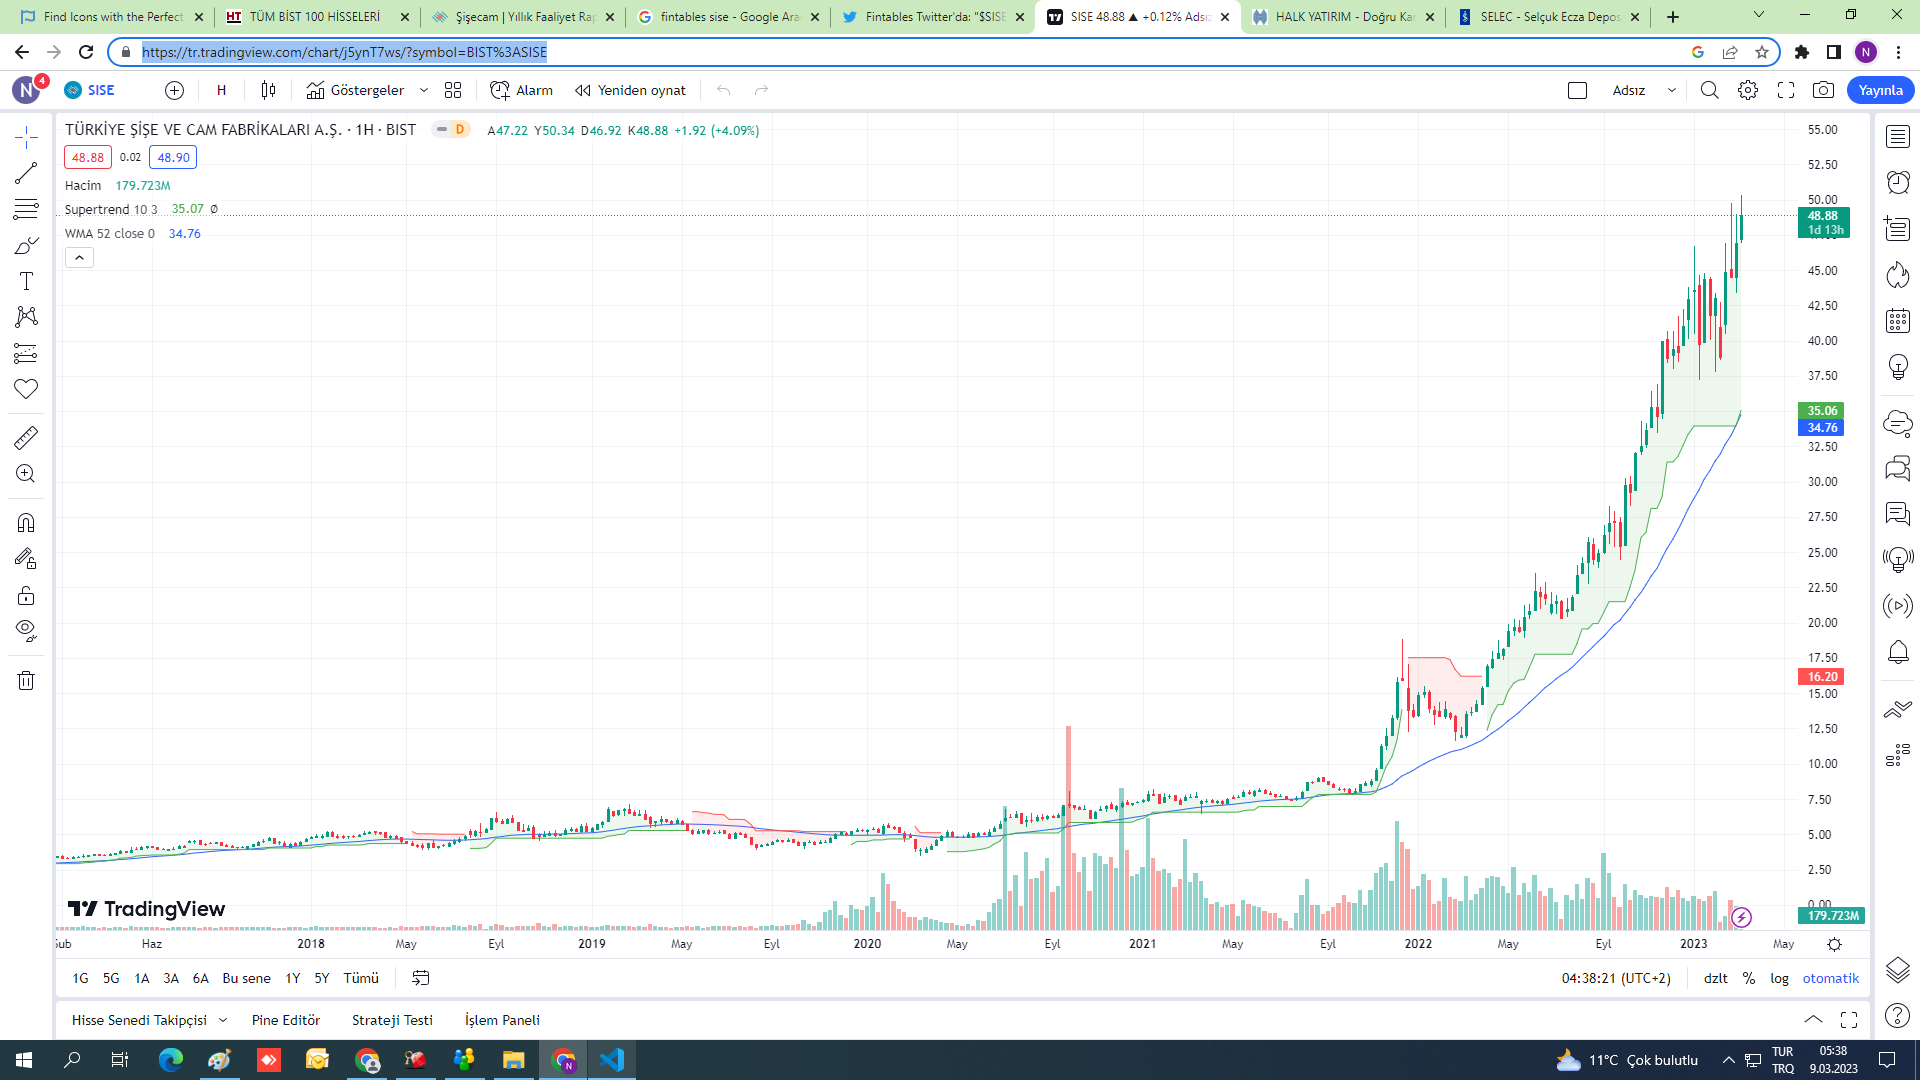 Find Icons with the Perfect
TÜM BİST 100 HİSSELERİ
Şişecam | Yıllık Faaliyet Rap
fintables sise - Google Ara
Fintables Twitter'da: "$SISE
SISE 48.88 ▲ +0.12% Adsız
HALK YATIRIM - Doğru Kar
SELEC - Selçuk Ecza Depos
https://tr.tradingview.com/chart/j5ynT7ws/?symbol=BIST%3ASISE
N
N 4
SISE
H
Göstergeler
Alarm
Yeniden oynat
Adsız
Yayınla
TÜRKİYE ŞİŞE VE CAM FABRİKALARI A.Ş. · 1H · BIST
D
A47.22 Y50.34 D46.92 K48.88 +1.92 (+4.09%)
48.88 0.02 48.90
Hacim 179.723M
Supertrend 10 3 35.07 Ø
WMA 52 close 0 34.76
55.00
52.50
50.00
48.88
1d 13h
45.00
42.50
40.00
37.50
35.06
34.76
32.50
30.00
27.50
25.00
22.50
20.00
17.50
16.20
15.00
12.50
10.00
7.50
5.00
2.50
0.00
179.723M
TradingView
Şub Haz 2018 May Eyl 2019 May Eyl 2020 May Eyl 2021 May Eyl 2022 May Eyl 2023 May
1G 5G 1A 3A 6A Bu sene 1Y 5Y Tümü
04:38:21 (UTC+2) dzlt % log otomatik
Hisse Senedi Takipçisi Pine Editör Strateji Testi İşlem Paneli
11°C Çok bulutlu
TUR
TRQ
05:38
9.03.2023